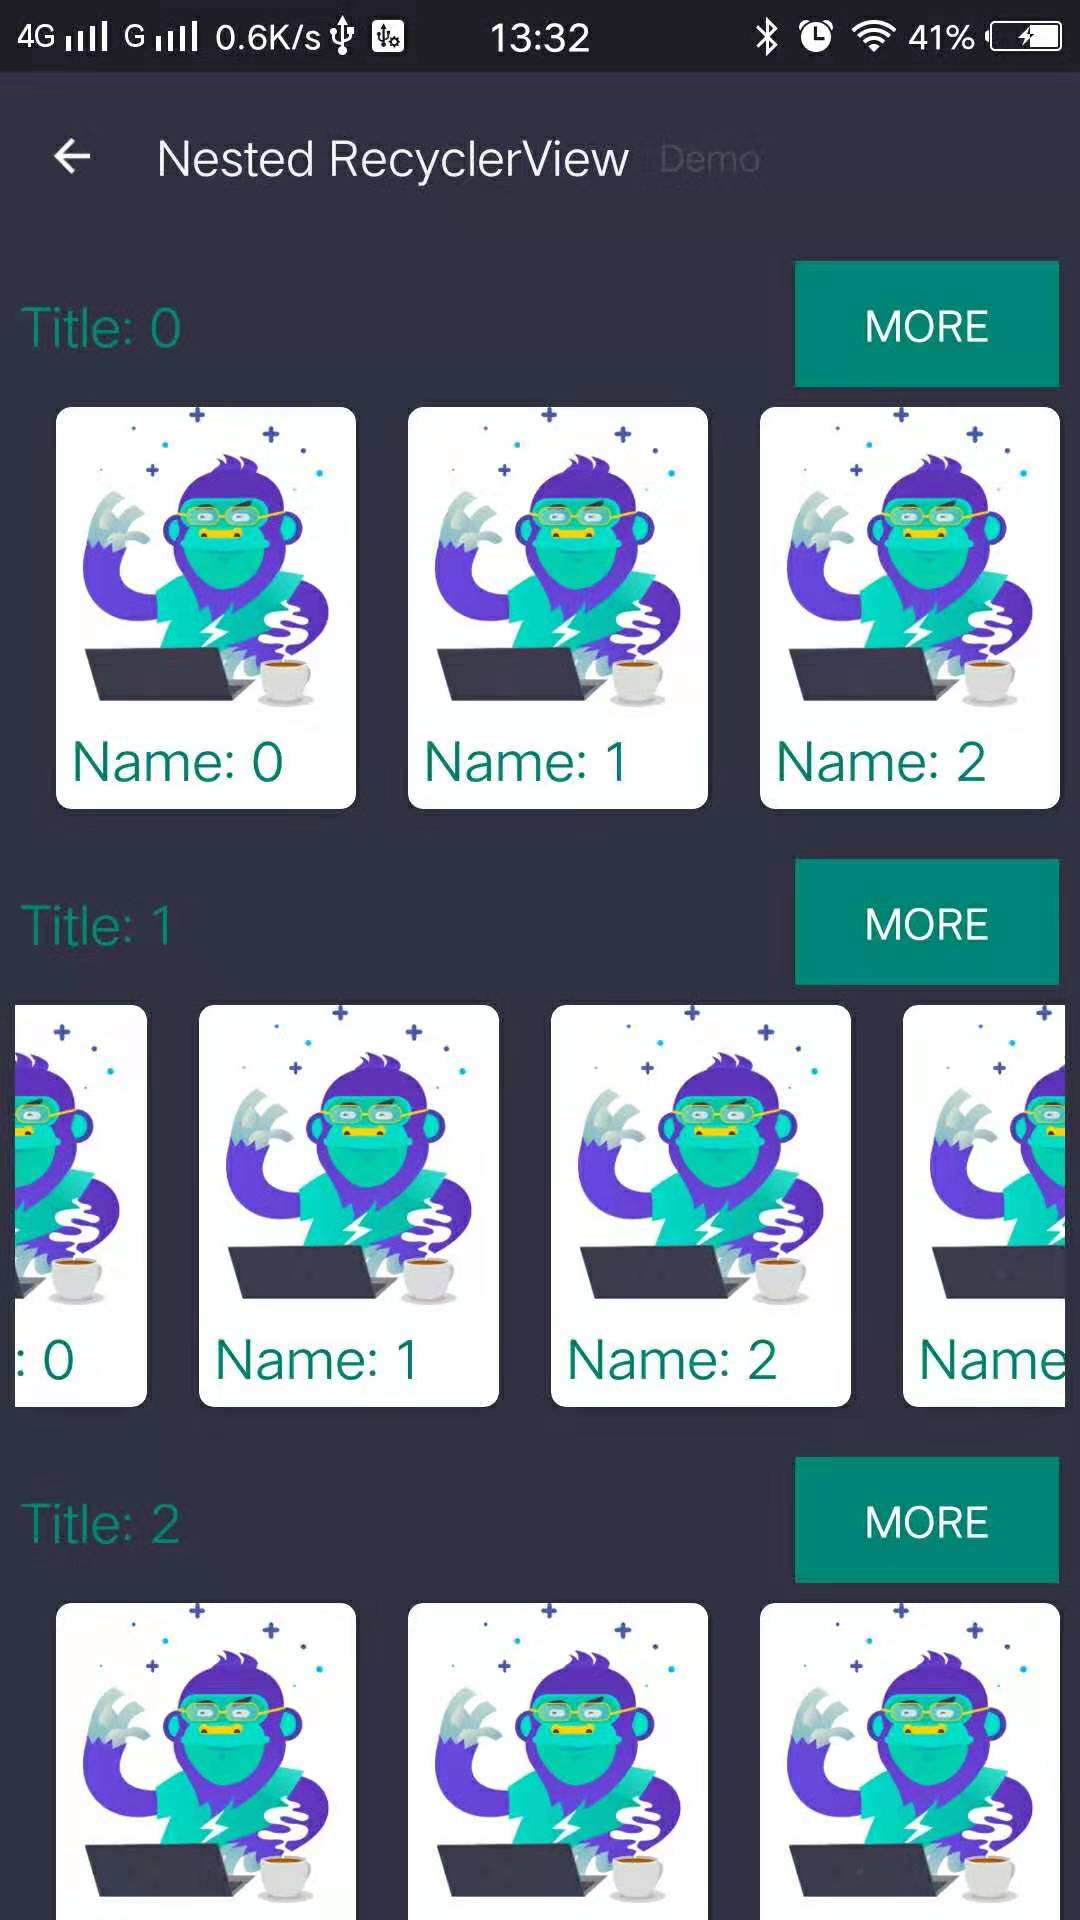 4G G 0.6K/s 13:32 41%
Nested RecyclerView Demo
Title: 0 MORE
Name: 0 Name: 1 Name: 2
Title: 1 MORE
: 0 Name: 1 Name: 2 Name
Title: 2 MORE